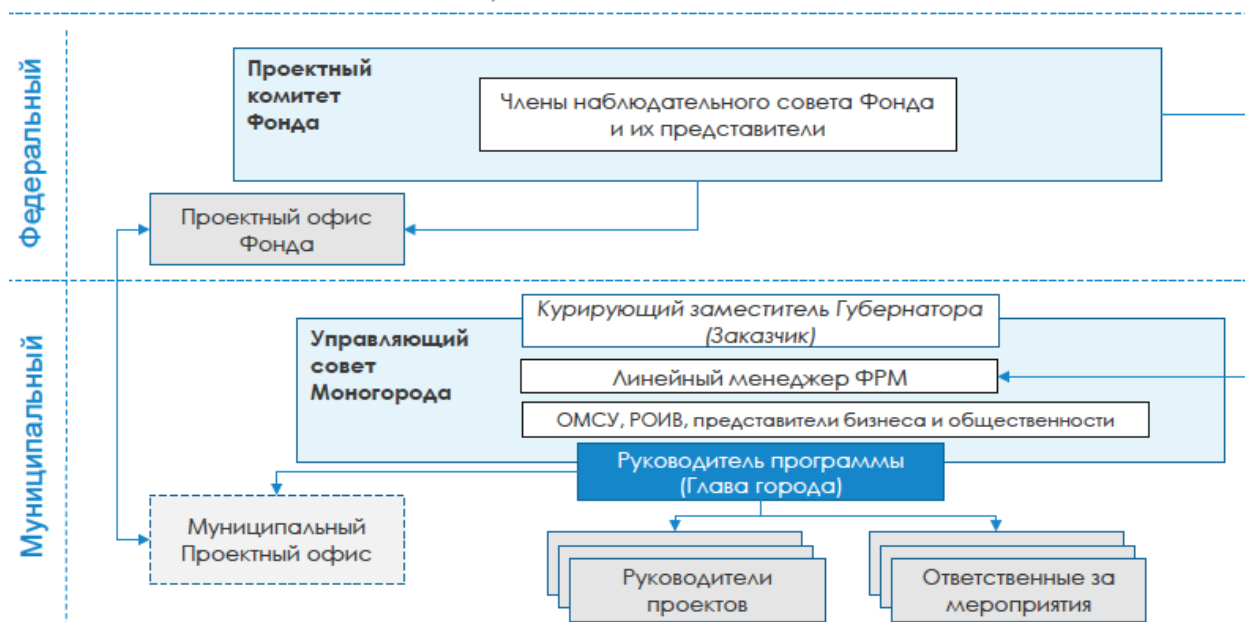 Федеральный
Проектный
комитет
Фонда
Члены наблюдательного совета Фонда
и их представители
Проектный офис
Фонда
Муниципальный
Курирующий заместитель Губернатора
(Заказчик)
Управляющий
совет
Моногорода
Линейный менеджер ФРМ
ОМСУ, РОИВ, представители бизнеса и общественности
Руководитель программы
(Глава города)
Муниципальный
Проектный офис
Руководители
проектов
Ответственные за
мероприятия